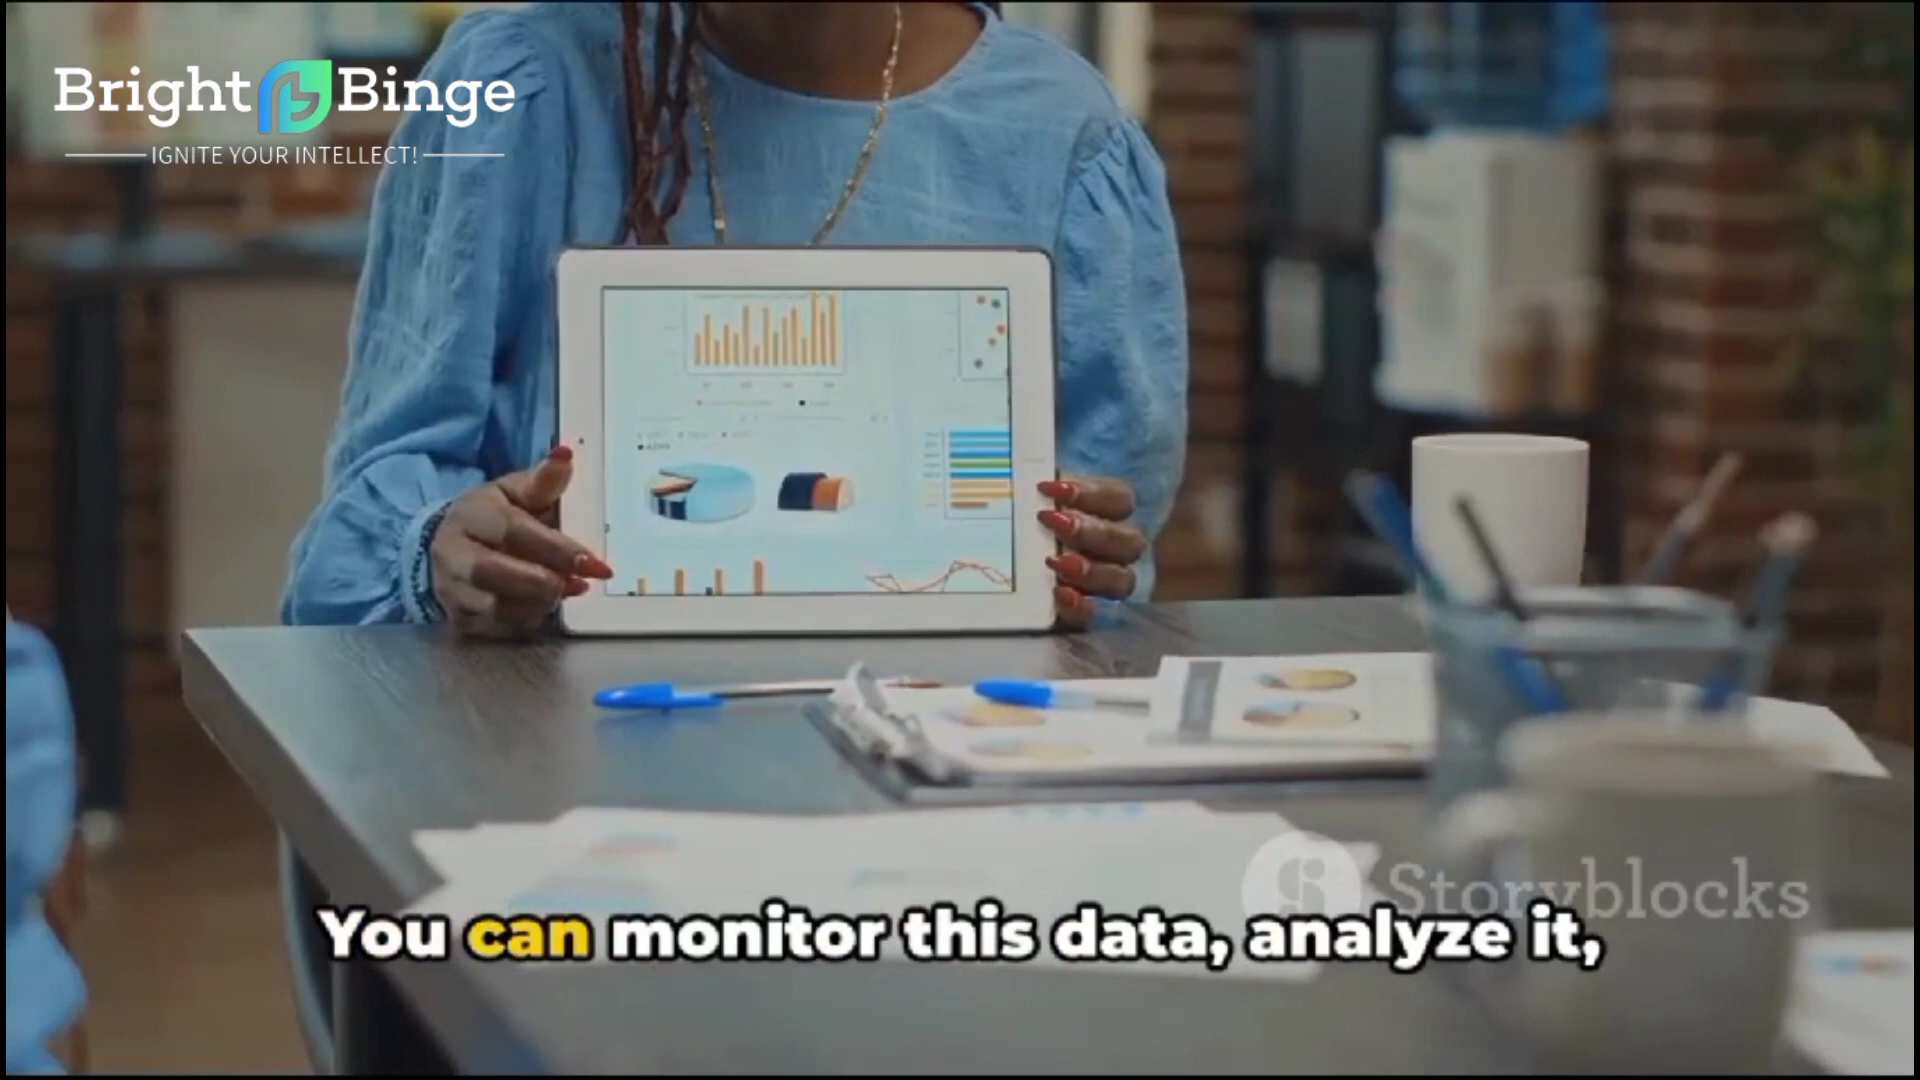 Bright Binge
IGNITE YOUR INTELLECT!
Storyblocks
You can monitor this data, analyze it,